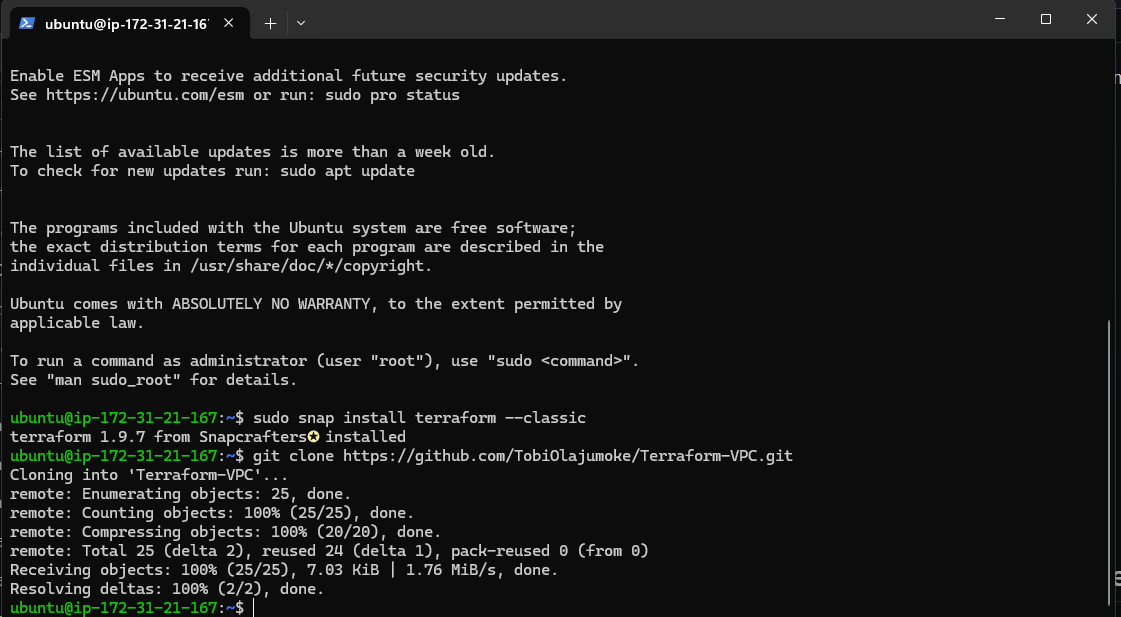 ubuntu@ip-172-31-21-16
Enable ESM Apps to receive additional future security updates.
See https://ubuntu.com/esm or run: sudo pro status
The list of available updates is more than a week old.
To check for new updates run: sudo apt update
The programs included with the Ubuntu system are free software;
the exact distribution terms for each program are described in the
individual files in /usr/share/doc/*/copyright.
Ubuntu comes with ABSOLUTELY NO WARRANTY, to the extent permitted by
applicable law.
To run a command as administrator (user "root"), use "sudo <command>".
See "man sudo_root" for details.
ubuntu@ip-172-31-21-167:~$ sudo snap install terraform --classic
terraform 1.9.7 from Snapcrafters✪ installed
ubuntu@ip-172-31-21-167:~$ git clone https://github.com/TobiOlajumoke/Terraform-VPC.git
Cloning into 'Terraform-VPC'...
remote: Enumerating objects: 25, done.
remote: Counting objects: 100% (25/25), done.
remote: Compressing objects: 100% (20/20), done.
remote: Total 25 (delta 2), reused 24 (delta 1), pack-reused 0 (from 0)
Receiving objects: 100% (25/25), 7.03 KiB | 1.76 MiB/s, done.
Resolving deltas: 100% (2/2), done.
ubuntu@ip-172-31-21-167:~$